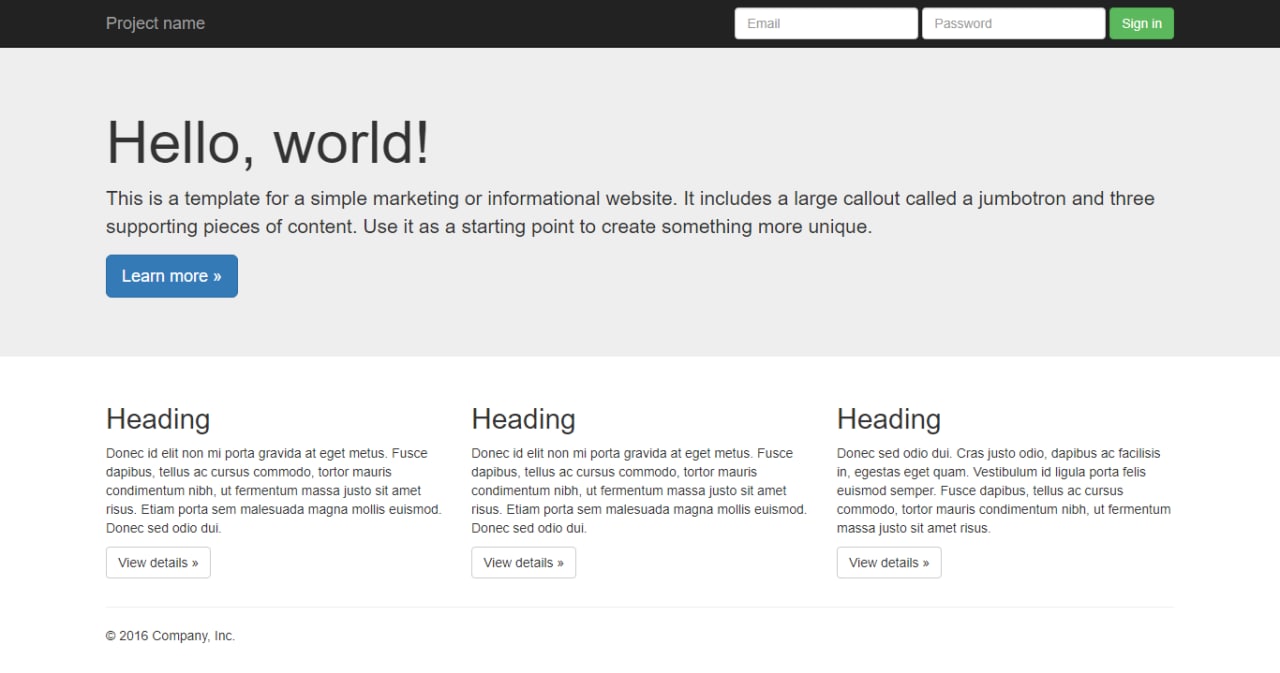 Project name Email Password Sign in
Hello, world!
This is a template for a simple marketing or informational website. It includes a large callout called a jumbotron and three
supporting pieces of content. Use it as a starting point to create something more unique.
Learn more »
Heading
Donec id elit non mi porta gravida at eget metus. Fusce
dapibus, tellus ac cursus commodo, tortor mauris
condimentum nibh, ut fermentum massa justo sit amet
risus. Etiam porta sem malesuada magna mollis euismod.
Donec sed odio dui.
View details »
Heading
Donec id elit non mi porta gravida at eget metus. Fusce
dapibus, tellus ac cursus commodo, tortor mauris
condimentum nibh, ut fermentum massa justo sit amet
risus. Etiam porta sem malesuada magna mollis euismod.
Donec sed odio dui.
View details »
Heading
Donec sed odio dui. Cras justo odio, dapibus ac facilisis
in, egestas eget quam. Vestibulum id ligula porta felis
euismod semper. Fusce dapibus, tellus ac cursus
commodo, tortor mauris condimentum nibh, ut fermentum
massa justo sit amet risus.
View details »
© 2016 Company, Inc.